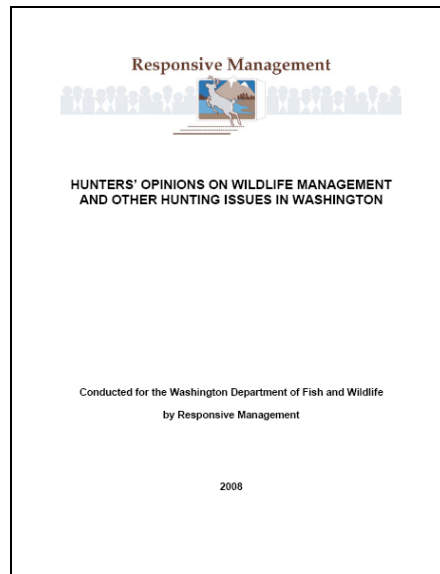 Responsive Management
HUNTERS' OPINIONS ON WILDLIFE MANAGEMENT
AND OTHER HUNTING ISSUES IN WASHINGTON
Conducted for the Washington Department of Fish and Wildlife
by Responsive Management
2008